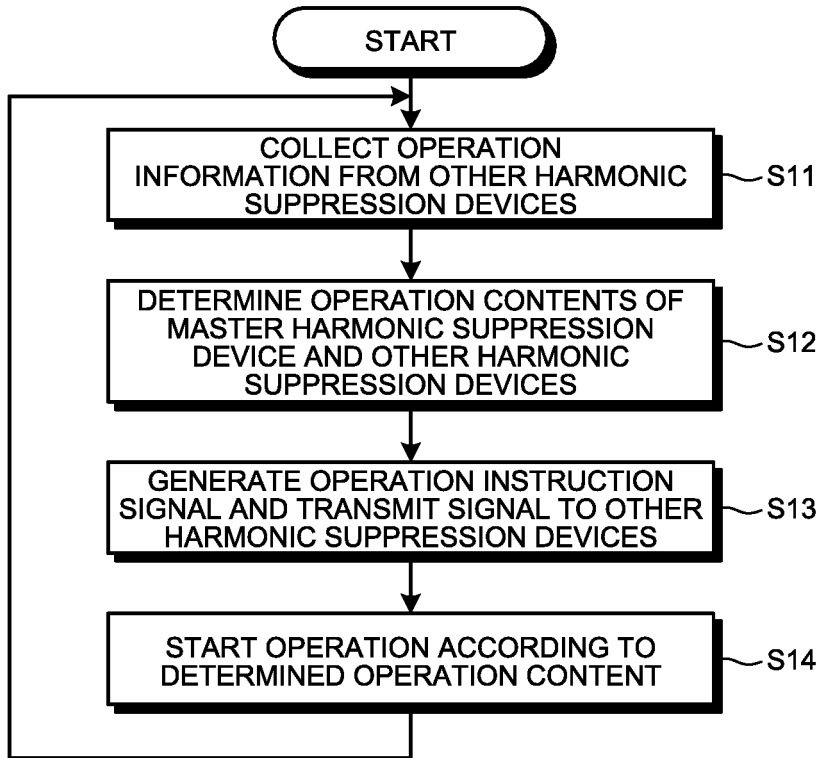 START
COLLECT OPERATION
INFORMATION FROM OTHER HARMONIC
SUPPRESSION DEVICES
S11
DETERMINE OPERATION CONTENTS OF
MASTER HARMONIC SUPPRESSION
DEVICE AND OTHER HARMONIC
SUPPRESSION DEVICES
S12
GENERATE OPERATION INSTRUCTION
SIGNAL AND TRANSMIT SIGNAL TO OTHER
HARMONIC SUPPRESSION DEVICES
S13
START OPERATION ACCORDING TO
DETERMINED OPERATION CONTENT
S14